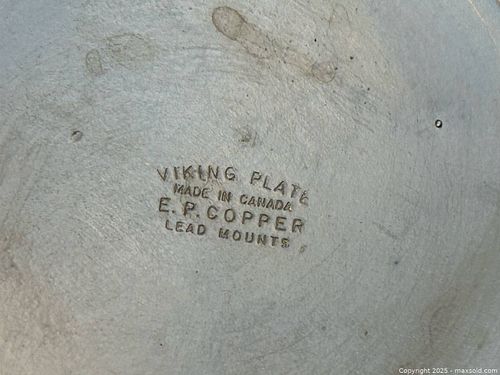 VIKING PLATE
MADE IN CANADA
E.P. COPPER
LEAD MOUNTS
Copyright © 2025 - maxsold.com